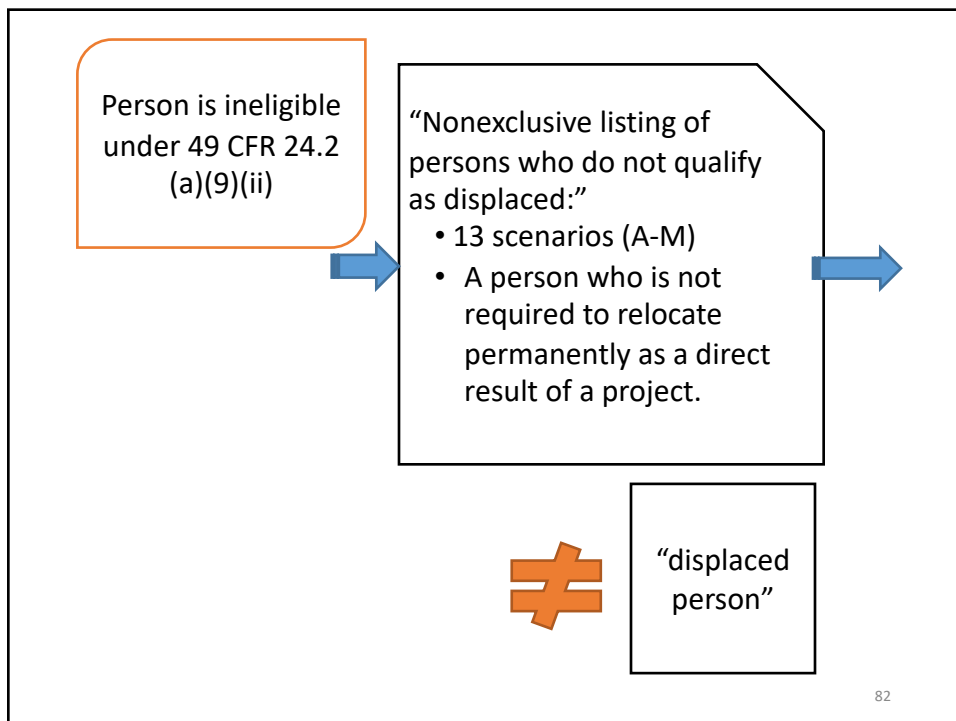 Person is ineligible
under 49 CFR 24.2
(a)(9)(ii)
“Nonexclusive listing of
persons who do not qualify
as displaced:”
• 13 scenarios (A-M)
• A person who is not
required to relocate
permanently as a direct
result of a project.
≠
“displaced
person”
82